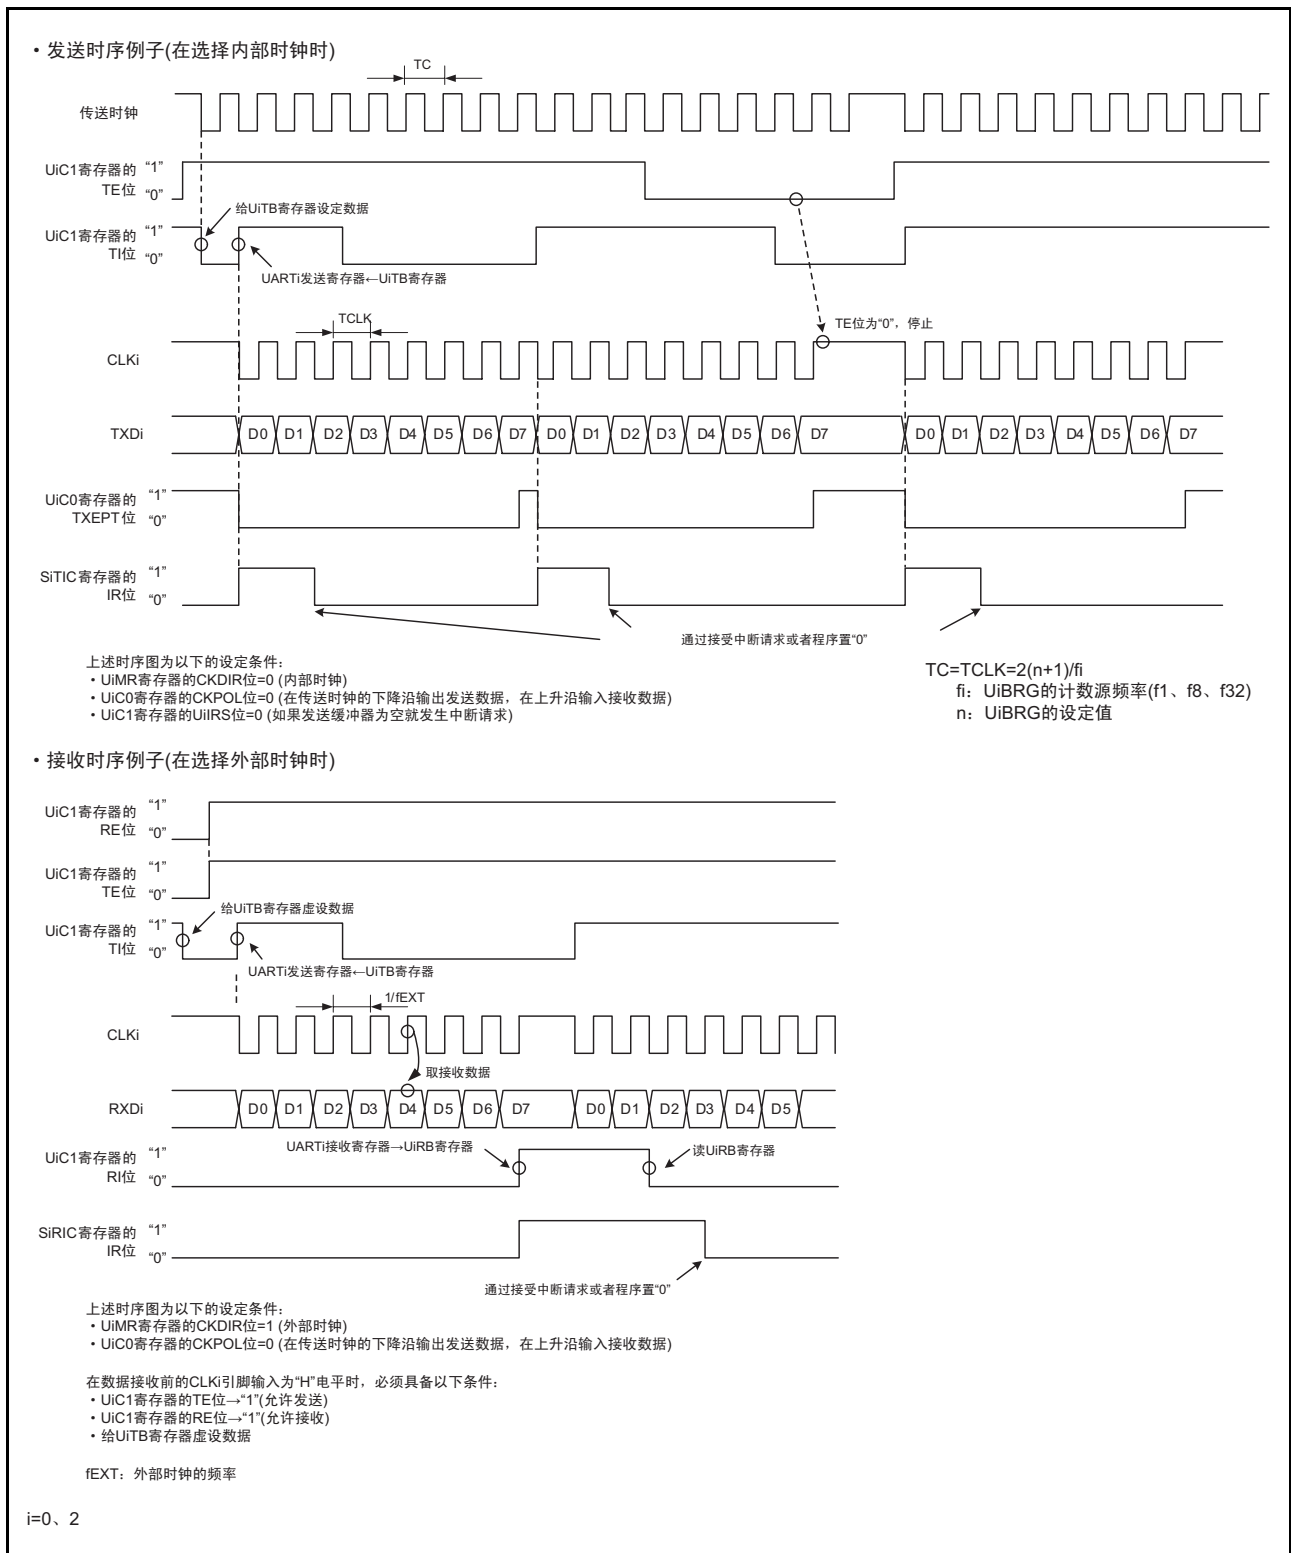 ・发送时序例子(在选择内部时钟时)
TC
传送时钟
UiC1寄存器的 “1”
TE位 “0”
给UiTB寄存器设定数据
UiC1寄存器的 “1”
TI位 “0”
UARTi发送寄存器←UiTB寄存器
TCLK
TE位为“0”，停止
CLKi
TXDi D0 D1 D2 D3 D4 D5 D6 D7 D0 D1 D2 D3 D4 D5 D6 D7 D0 D1 D2 D3 D4 D5 D6 D7
UiC0寄存器的 “1”
TXEPT位 “0”
SiTIC寄存器的 “1”
IR位 “0”
通过接受中断请求或者程序置“0”
上述时序图为以下的设定条件：
・UiMR寄存器的CKDIR位=0 (内部时钟)
・UiC0寄存器的CKPOL位=0 (在传送时钟的下降沿输出发送数据，在上升沿输入接收数据)
・UiC1寄存器的UiIRS位=0 (如果发送缓冲器为空就发生中断请求)
TC=TCLK=2(n+1)/fi
fi：UiBRG的计数源频率(f1、f8、f32)
n：UiBRG的设定值
・接收时序例子(在选择外部时钟时)
UiC1寄存器的 “1”
RE位 “0”
UiC1寄存器的 “1”
TE位 “0”
给UiTB寄存器虚设数据
UiC1寄存器的 “1”
TI位 “0”
UARTi发送寄存器←UiTB寄存器
1/fEXT
CLKi
取接收数据
RXDi D0 D1 D2 D3 D4 D5 D6 D7 D0 D1 D2 D3 D4 D5
UARTi接收寄存器→UiRB寄存器
读UiRB寄存器
UiC1寄存器的 “1”
RI位 “0”
SiRIC寄存器的 “1”
IR位 “0”
通过接受中断请求或者程序置“0”
上述时序图为以下的设定条件：
・UiMR寄存器的CKDIR位=1 (外部时钟)
・UiC0寄存器的CKPOL位=0 (在传送时钟的下降沿输出发送数据，在上升沿输入接收数据)
在数据接收前的CLKi引脚输入为“H”电平时，必须具备以下条件：
・UiC1寄存器的TE位→“1”(允许发送)
・UiC1寄存器的RE位→“1”(允许接收)
・给UiTB寄存器虚设数据
fEXT：外部时钟的频率
i=0、2